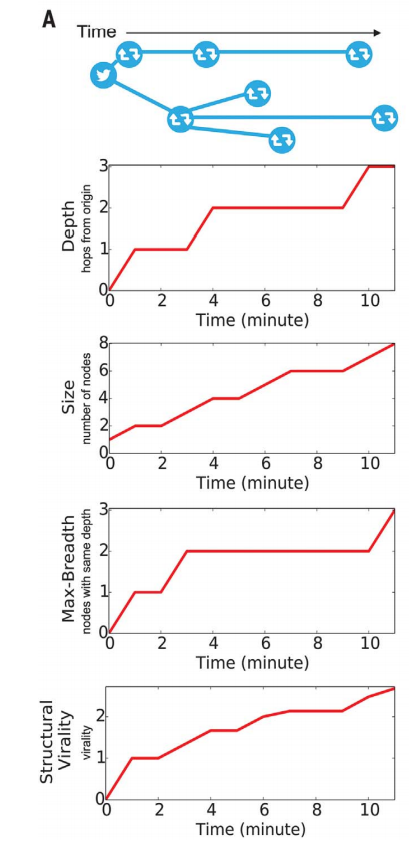 A
Time
3
2
1
0
Depth
hops from origin
0 2 4 6 8 10
Time (minute)
8
6
4
2
0
Size
number of nodes
0 2 4 6 8 10
Time (minute)
3
2
1
0
Max-Breadth
nodes with same depth
0 2 4 6 8 10
Time (minute)
2
1
0
Structural
Virality
virality
0 2 4 6 8 10
Time (minute)